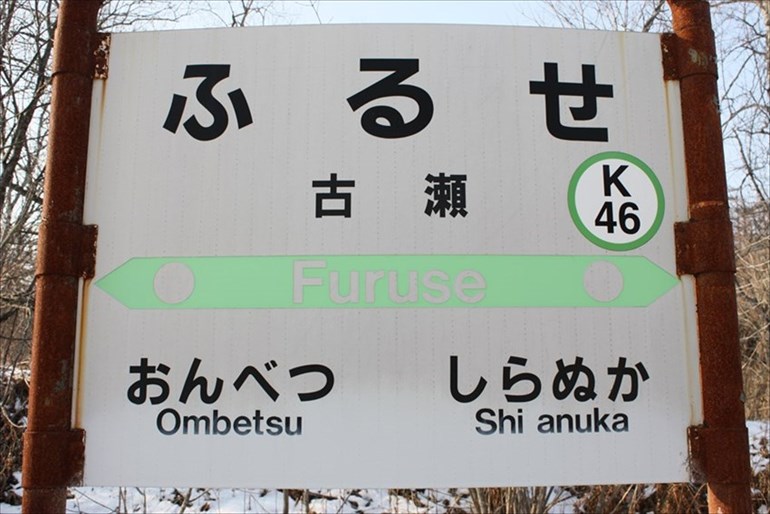 ふるせ
古瀬
K
46
Furuse
おんべつ
Ombetsu
しらぬか
Shi anuka